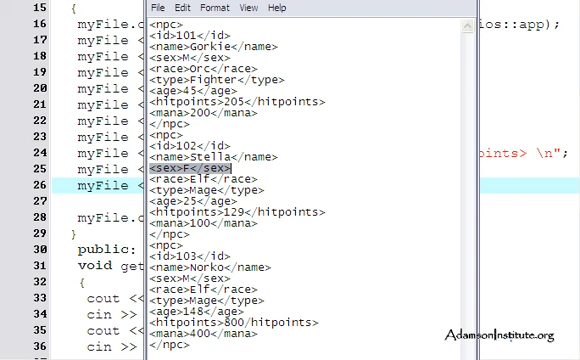 File Edit Format View Help
<npc>
<id>101</id>
<name>Gorkie</name>
<sex>M</sex>
<race>Orc</race>
<type>Fighter</type>
<age>45</age>
<hitpoints>205</hitpoints>
<mana>200</mana>
</npc>
<npc>
<id>102</id>
<name>Stella</name>
<sex>F</sex>
<race>Elf</race>
<type>Mage</type>
<age>25</age>
<hitpoints>129</hitpoints>
<mana>100</mana>
</npc>
<npc>
<id>103</id>
<name>Norko</name>
<sex>M</sex>
<race>Elf</race>
<type>Mage</type>
<age>148</age>
<hitpoints>800/hitpoints>
<mana>400</mana>
</npc>
15 {
16 myFile. ios::app);
17 myFile <
18 myFile <
19 myFile <
20 myFile <
21 myFile <
22 myFile <
23 myFile <
24 myFile < oints> \n";
25 myFile <
26 myFile <
27
28 myFile.
29 }
30 public:
31 void get
32 {
33 cout <<
34 cin >>
35 cout <<
36 cin >>
AdamsonInstitute.org